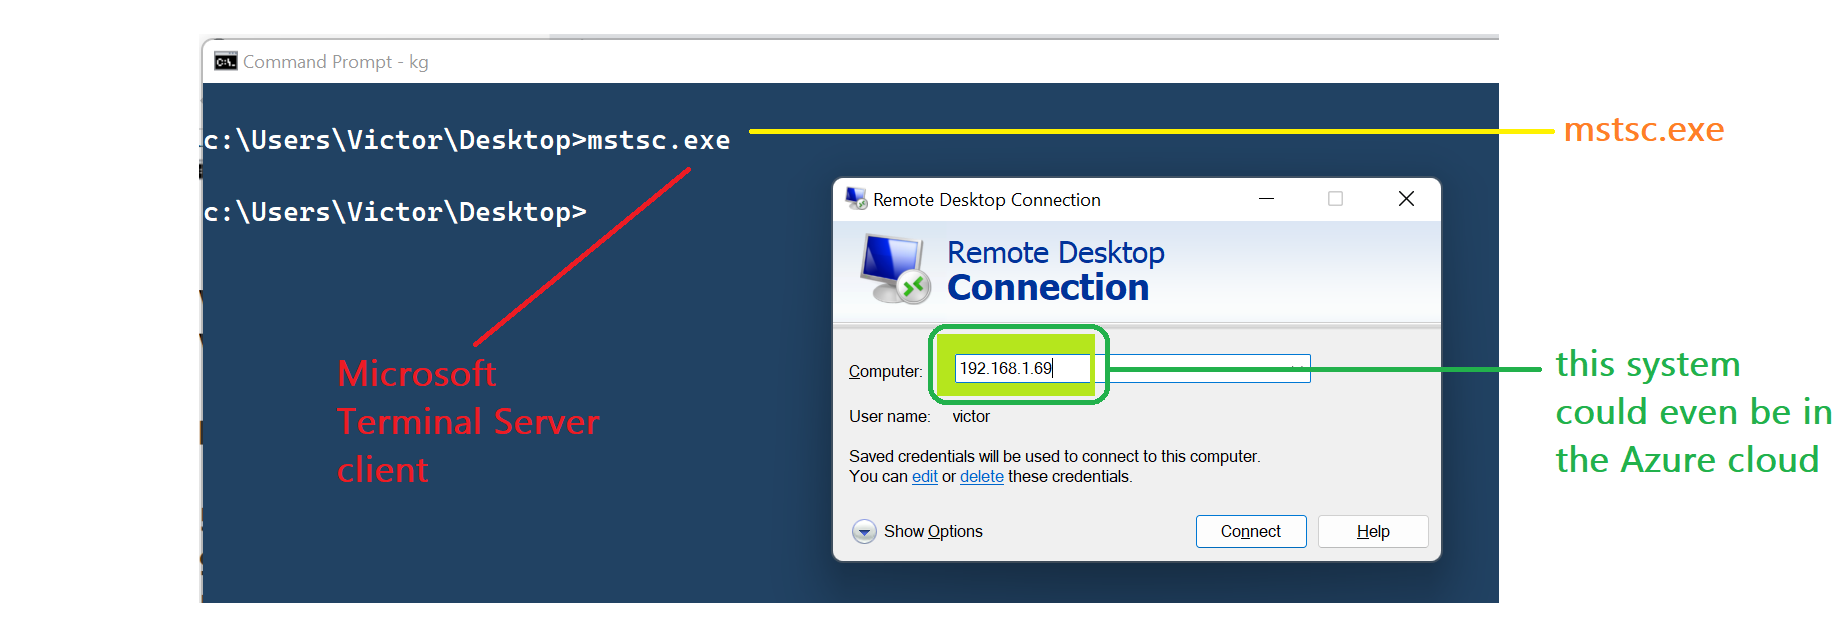 Command Prompt - kg
c:\Users\Victor\Desktop>mstsc.exe
mstsc.exe
c:\Users\Victor\Desktop>
Remote Desktop Connection
Remote Desktop
Connection
Microsoft
Terminal Server
client
Computer: 192.168.1.69
User name: victor
Saved credentials will be used to connect to this computer.
You can edit or delete these credentials.
Show Options
Connect
Help
this system
could even be in
the Azure cloud